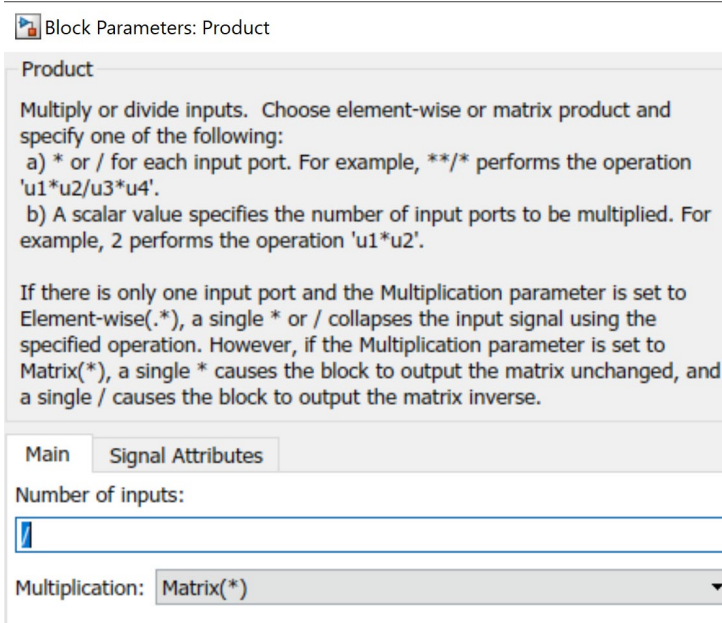 Block Parameters: Product
Product
Multiply or divide inputs.  Choose element-wise or matrix product and
specify one of the following:
a) * or / for each input port. For example, **/* performs the operation
'u1*u2/u3*u4'.
b) A scalar value specifies the number of input ports to be multiplied. For
example, 2 performs the operation 'u1*u2'.
If there is only one input port and the Multiplication parameter is set to
Element-wise(.*), a single * or / collapses the input signal using the
specified operation. However, if the Multiplication parameter is set to
Matrix(*), a single * causes the block to output the matrix unchanged, and
a single / causes the block to output the matrix inverse.
Main Signal Attributes
Number of inputs:
/
Multiplication: Matrix(*)